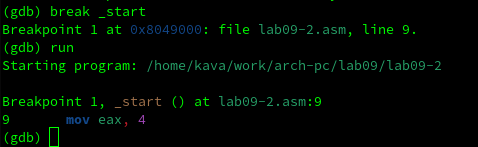 (gdb) break _start
Breakpoint 1 at 0x8049000: file lab09-2.asm, line 9.
(gdb) run
Starting program: /home/kava/work/arch-pc/lab09/lab09-2

Breakpoint 1, _start () at lab09-2.asm:9
9       mov eax, 4
(gdb)